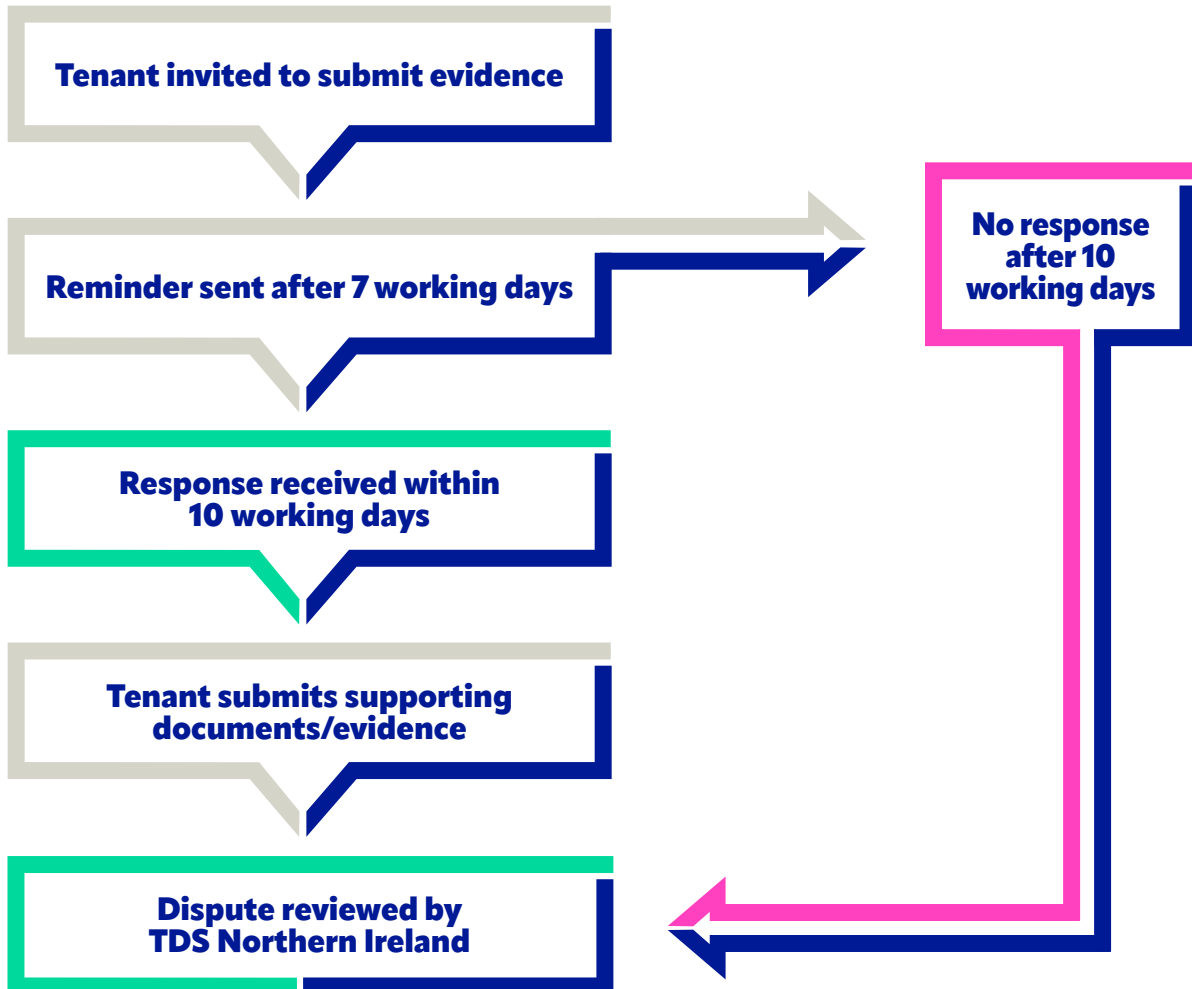 Tenant invited to submit evidence
Reminder sent after 7 working days
No response
after 10
working days
Response received within
10 working days
Tenant submits supporting
documents/evidence
Dispute reviewed by
TDS Northern Ireland